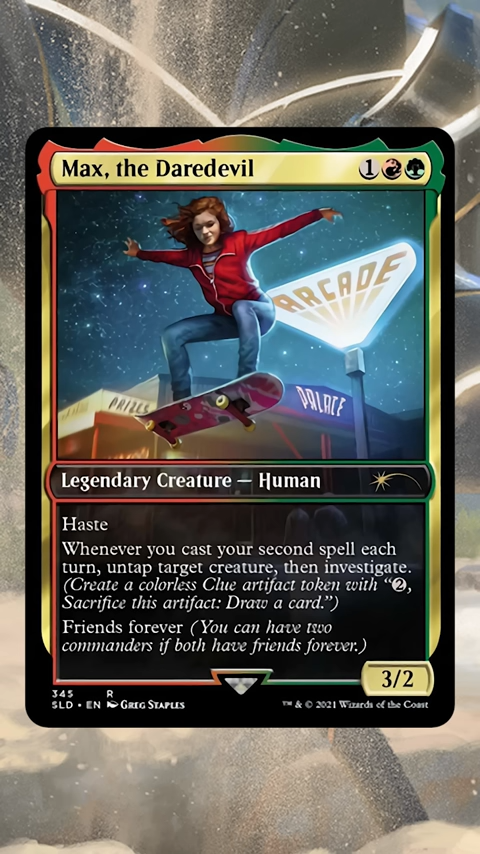 Max, the Daredevil 1
ARCADE
PRIZES
PALACE
Legendary Creature — Human
Haste
Whenever you cast your second spell each
turn, untap target creature, then investigate.
(Create a colorless Clue artifact token with “2,
Sacrifice this artifact: Draw a card.”)
Friends forever (You can have two
commanders if both have friends forever.)
3/2
345 R
SLD • EN Greg Staples ™ & © 2021 Wizards of the Coast